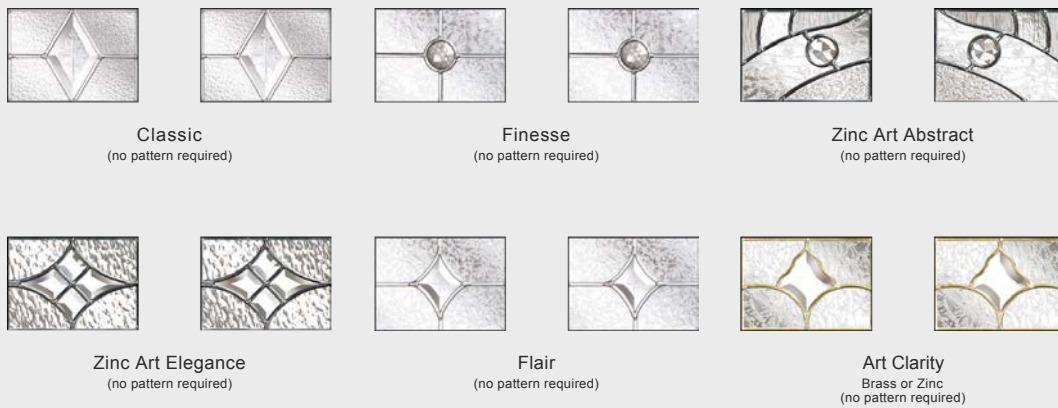 Classic
(no pattern required)
Finesse
(no pattern required)
Zinc Art Abstract
(no pattern required)
Zinc Art Elegance
(no pattern required)
Flair
(no pattern required)
Art Clarity
Brass or Zinc
(no pattern required)